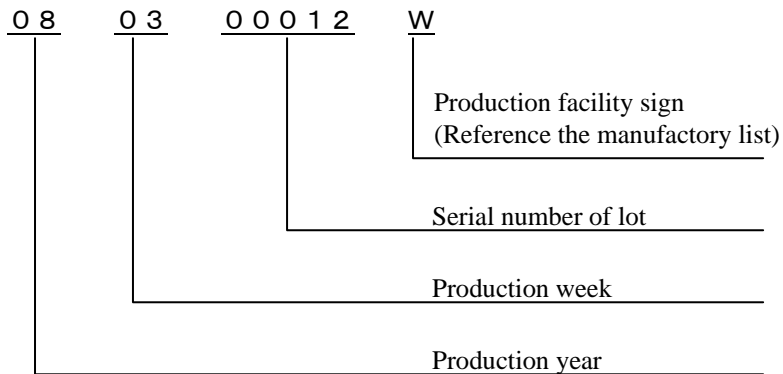 ０８ ０３ ０００１２ W
Production facility sign
(Reference the manufactory list)
Serial number of lot
Production week
Production year